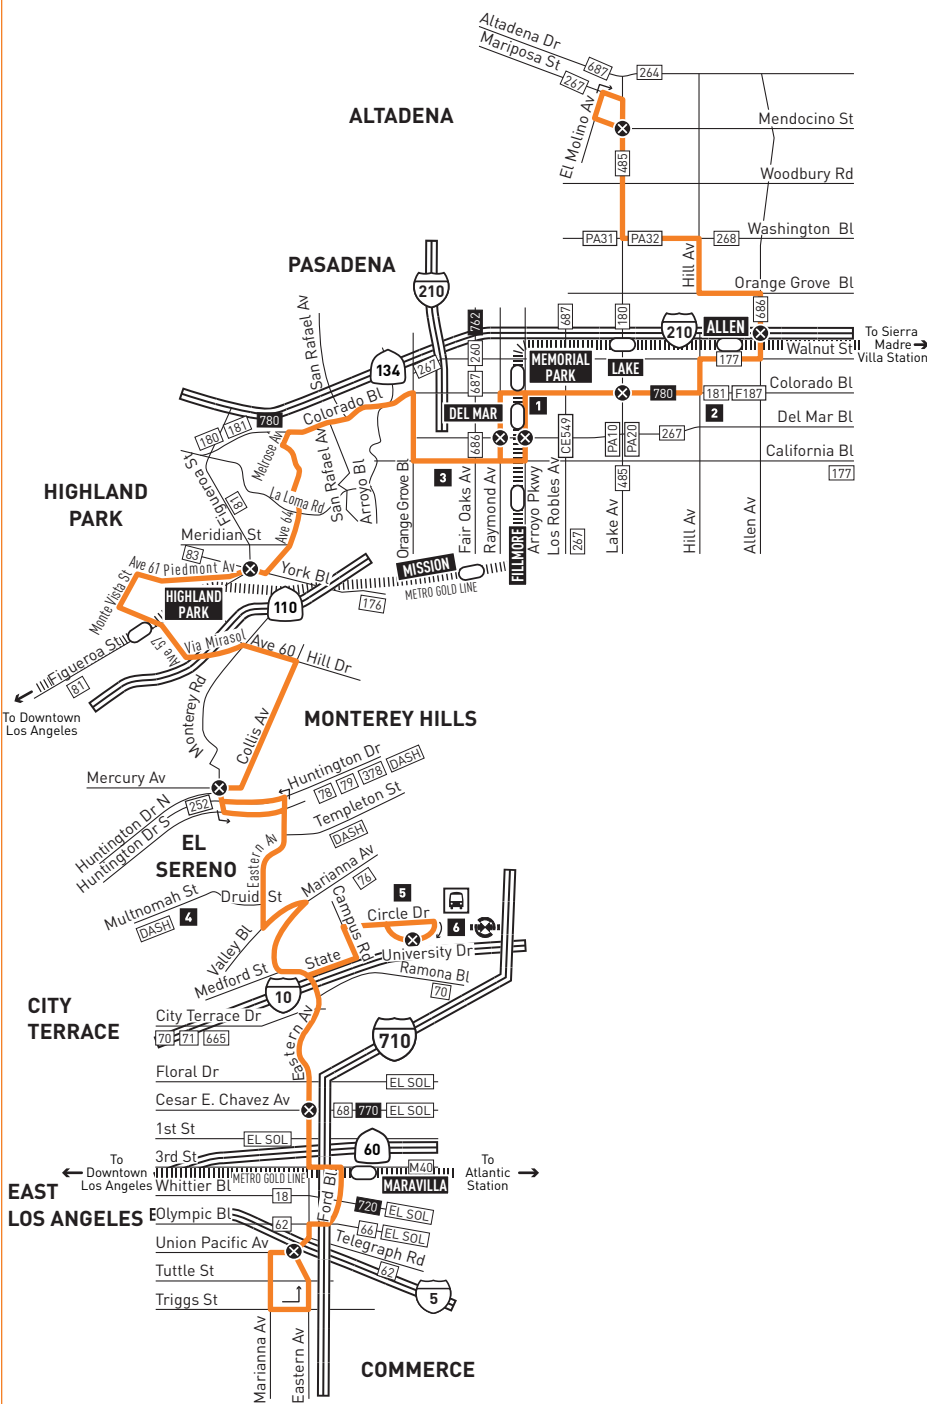 Altadena Dr
Mariposa St
687
264
267
ALTADENA
El Molino Av
Mendocino St
485
Woodbury Rd
Washington Bl
PA31
PA32
268
PASADENA
Hill Av
Orange Grove Bl
210
San Rafael Av
762
687
180
686
210
ALLEN
To Sierra
Madre
Villa Station
Walnut St
260
MEMORIAL
PARK
LAKE
177
134
267
687
Colorado Bl
780
181
F187
Colorado Bl
DEL MAR
1
2
Del Mar Bl
780
181
180
Melrose Av
San Rafael Av
Arroyo Bl
686
CE549
PA10
PA20
267
California Bl
177
3
485
HIGHLAND
PARK
Figueroa St
81
La Loma Rd
Ave 64
Orange Grove Bl
Fair Oaks Av
Raymond Av
FILLMORE
Arroyo Pkwy
Los Robles Av
267
Lake Av
Hill Av
Allen Av
Meridian St
83
Ave 61
Piedmont Av
York Bl
MISSION
METRO GOLD LINE
176
Monte Vista St
HIGHLAND
PARK
110
Ave 57
Via Mirasol
Ave 60
Hill Dr
Figueroa St
81
To Downtown
Los Angeles
Monterey Rd
Collis Av
MONTEREY HILLS
Mercury Av
Huntington Dr
78
79
378
DASH
252
Huntington Dr N
Huntington Dr S
Templeton St
DASH
EL
SERENO
Eastern Av
Marianna Av
76
Multnomah St
DASH
4
Druid St
Campus Rd
5
Circle Dr
6
Valley Bl
University Dr
Medford St
State
Ramona Bl
70
10
CITY
TERRACE
City Terrace Dr
70
71
665
Eastern Av
710
Floral Dr
EL SOL
Cesar E. Chavez Av
68
770
EL SOL
1st St
EL SOL
60
3rd St
To
Downtown
Los Angeles
METRO GOLD LINE
M40
MARAVILLA
To
Atlantic
Station
EAST
LOS ANGELES
Whittier Bl
18
Ford Bl
720
EL SOL
Olympic Bl
62
66
EL SOL
Telegraph Rd
62
Union Pacific Av
Tuttle St
5
Triggs St
Marianna Av
Eastern Av
COMMERCE